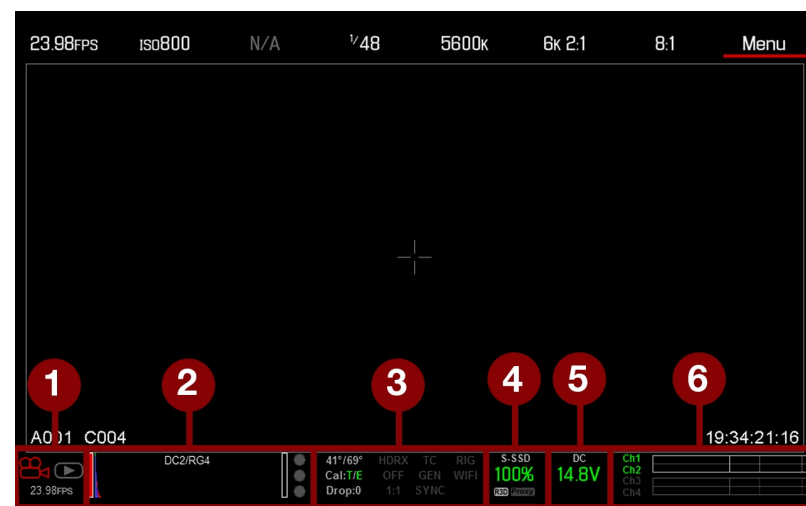 23.98FPS ISO800 N/A 1/48 5600K 6K 2:1 8:1 Menu
1 2 3 4 5 6
A001 C004 19:34:21:16
23.98FPS
DC2/RG4
41°/69° HDRX TC RIG
Cal:T/E OFF GEN WIFI
Drop:0 1:1 SYNC
S-SSD
100%
R3D Proxy
DC
14.8V
Ch1
Ch2
Ch3
Ch4